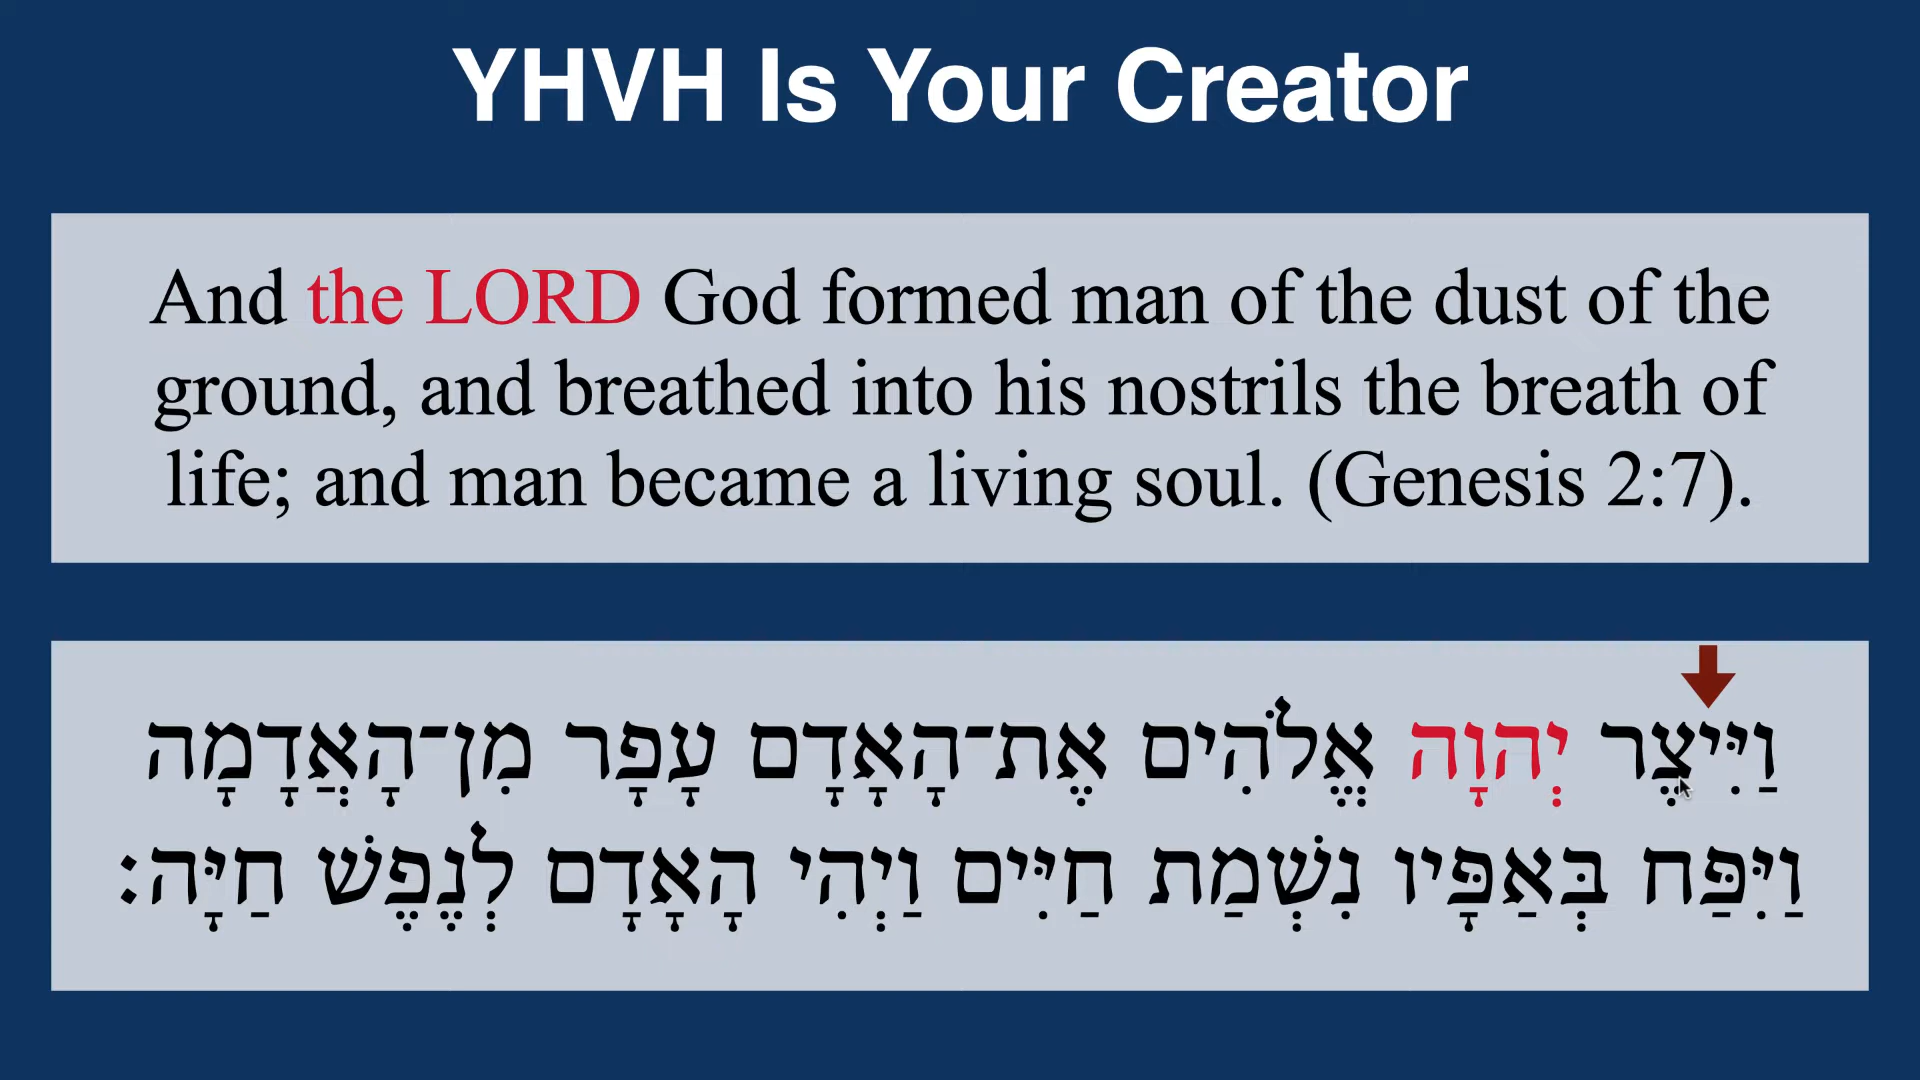 YHVH Is Your Creator
And the LORD God formed man of the dust of the
ground, and breathed into his nostrils the breath of
life; and man became a living soul. (Genesis 2:7).
וַיִּיצֶר יְהוָה אֱלֹהִים אֶת־הָאָדָם עָפָר מִן־הָאֲדָמָה
וַיִּפַּח בְּאַפָּיו נִשְׁמַת חַיִּים וַיְהִי הָאָדָם לְנֶפֶשׁ חַיָּה׃